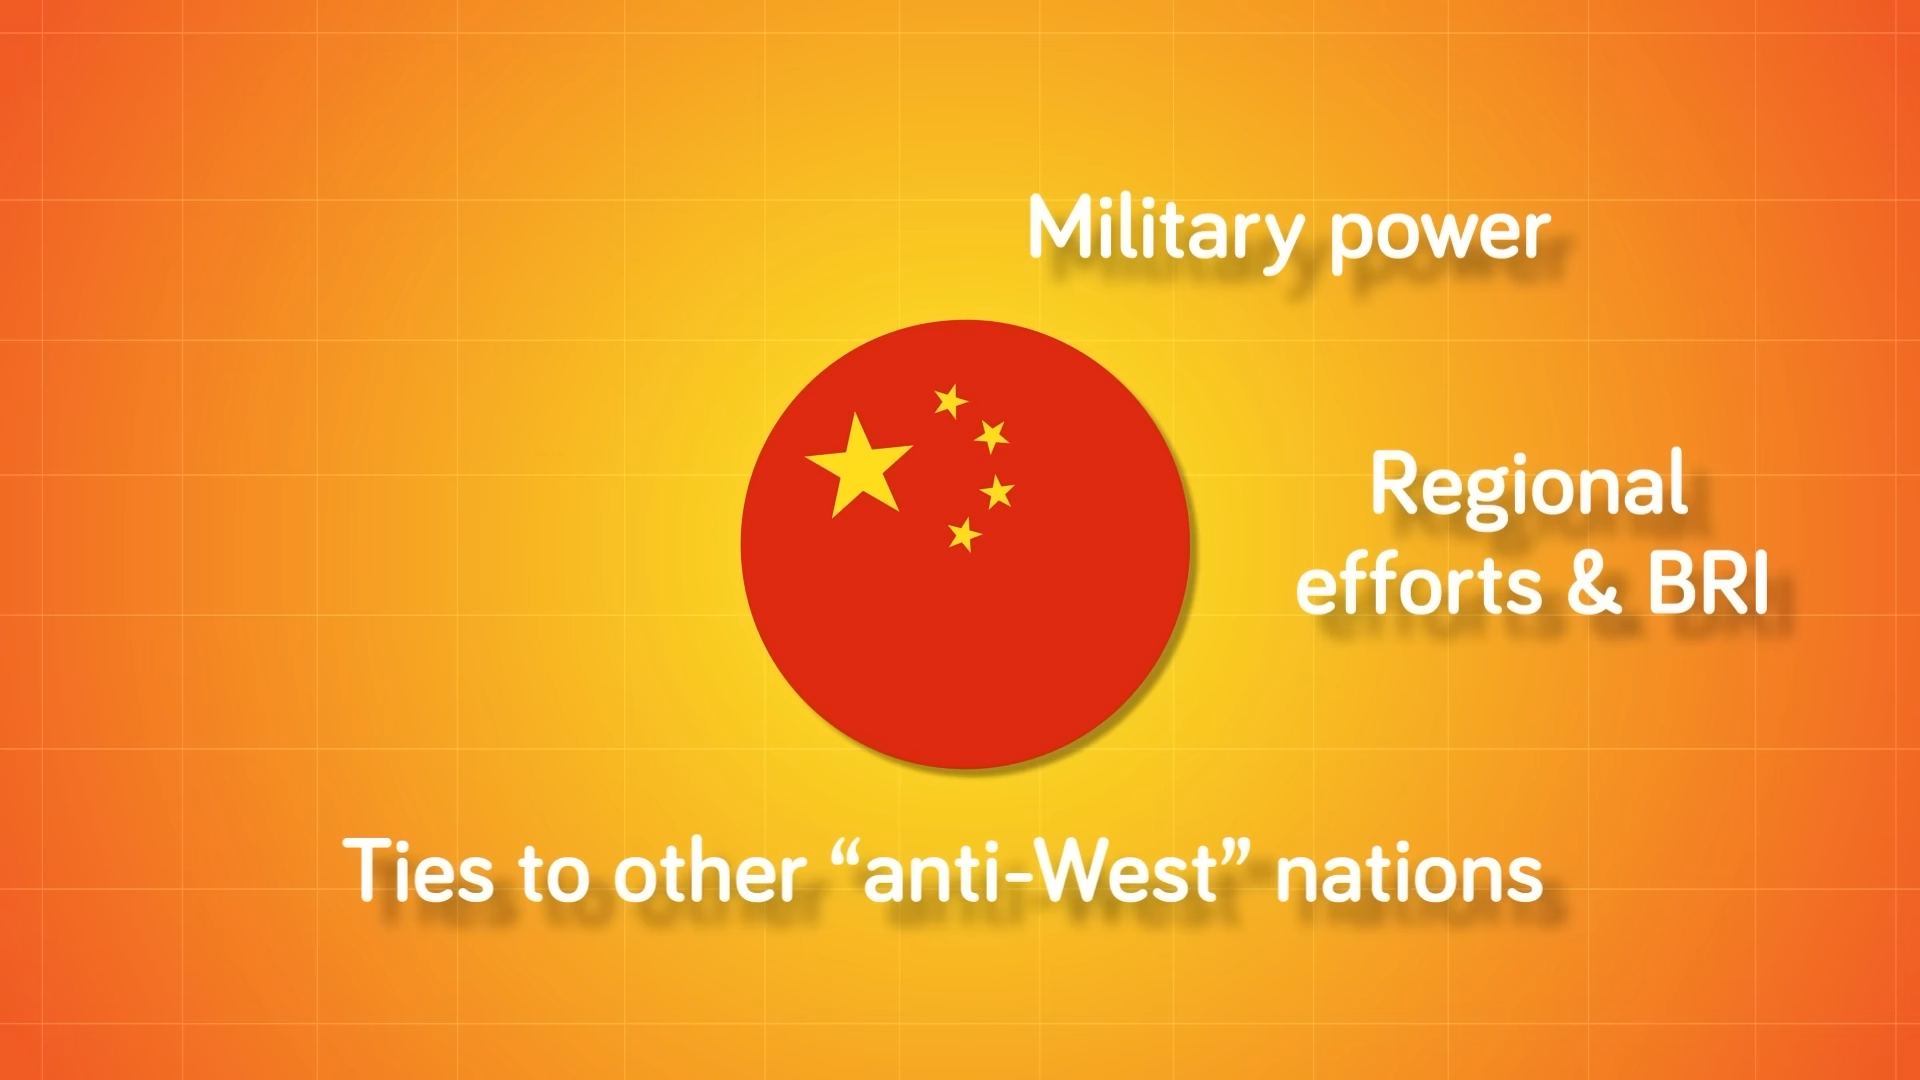 Military power
Regional
efforts & BRI
Ties to other “anti-West” nations